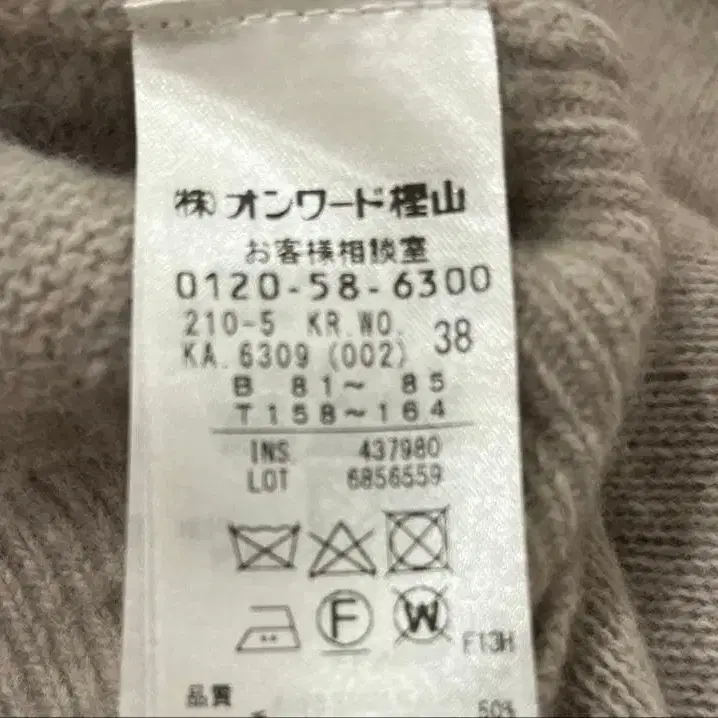 ㈱オンワード樫山
お客様相談室
0120-58-6300
210-5 KR.WO. 38
KA.6309 (002)
B 81～ 85
T158～164
INS. 437980
LOT 6856559
F W
F13H
品質
50%